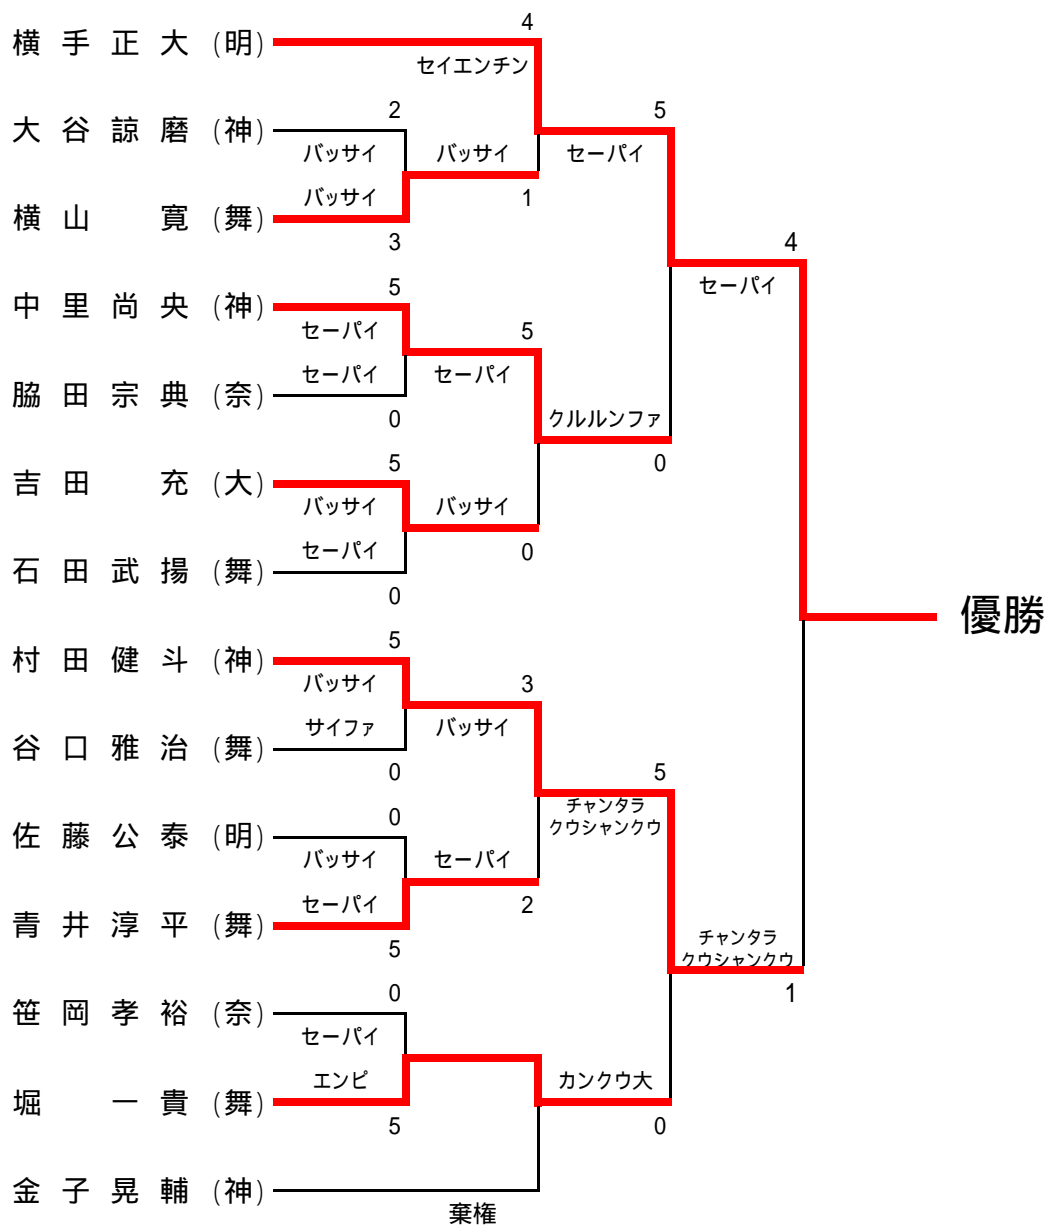 4
横手正大(明)
セイエンチン
2
5
大谷諒磨(神)
バッサイ
バッサイ
セーパイ
バッサイ
1
横山 寛(舞)
3
4
5
セーパイ
中里尚央(神)
セーパイ
5
セーパイ
セーパイ
脇田宗典(奈)
0
クルルンファ
5
0
吉田 充(大)
バッサイ
バッサイ
セーパイ
0
石田武揚(舞)
0
優勝
5
村田健斗(神)
バッサイ
3
サイファ
バッサイ
谷口雅治(舞)
0
5
チャンタラ
クウシャンクウ
0
佐藤公泰(明)
バッサイ
セーパイ
セーパイ
2
青井淳平(舞)
5
チャンタラ
クウシャンクウ
0
1
笹岡孝裕(奈)
セーパイ
エンピ
カンクウ大
堀 一貴(舞)
5
0
金子晃輔(神)
棄権